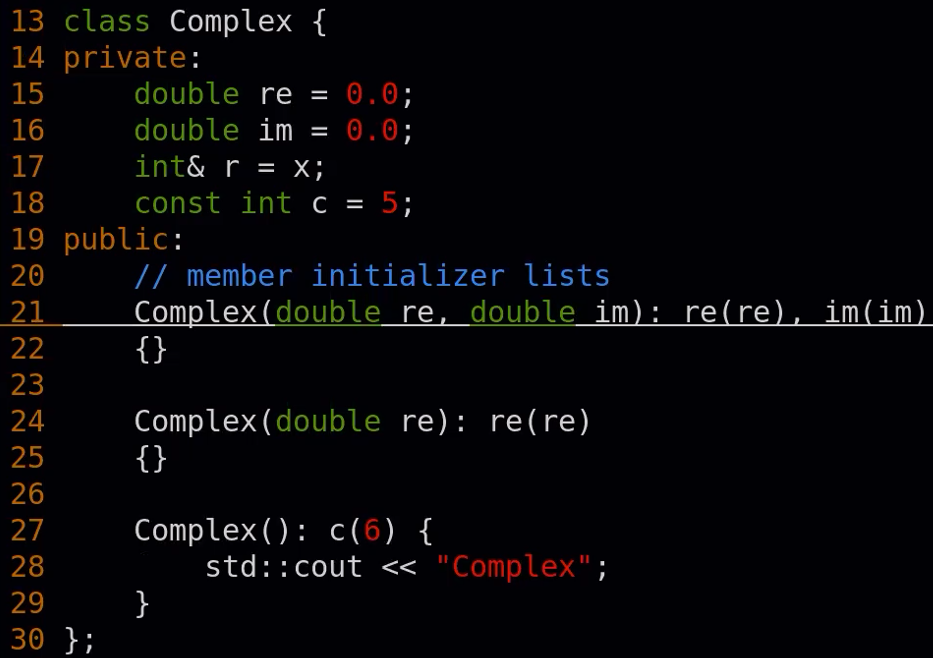 13 class Complex {
14 private:
15     double re = 0.0;
16     double im = 0.0;
17     int& r = x;
18     const int c = 5;
19 public:
20     // member initializer lists
21     Complex(double re, double im): re(re), im(im)
22     {}
23
24     Complex(double re): re(re)
25     {}
26
27     Complex(): c(6) {
28         std::cout << "Complex";
29     }
30 };